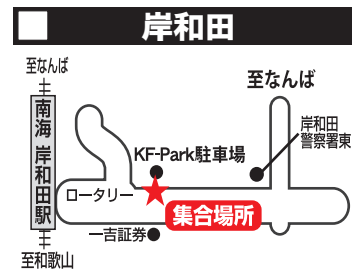 岸和田
至なんば
至なんば
南海 岸和田駅
岸和田
警察署東
KF-Park駐車場
ロータリー
集合場所
一吉証券
至和歌山